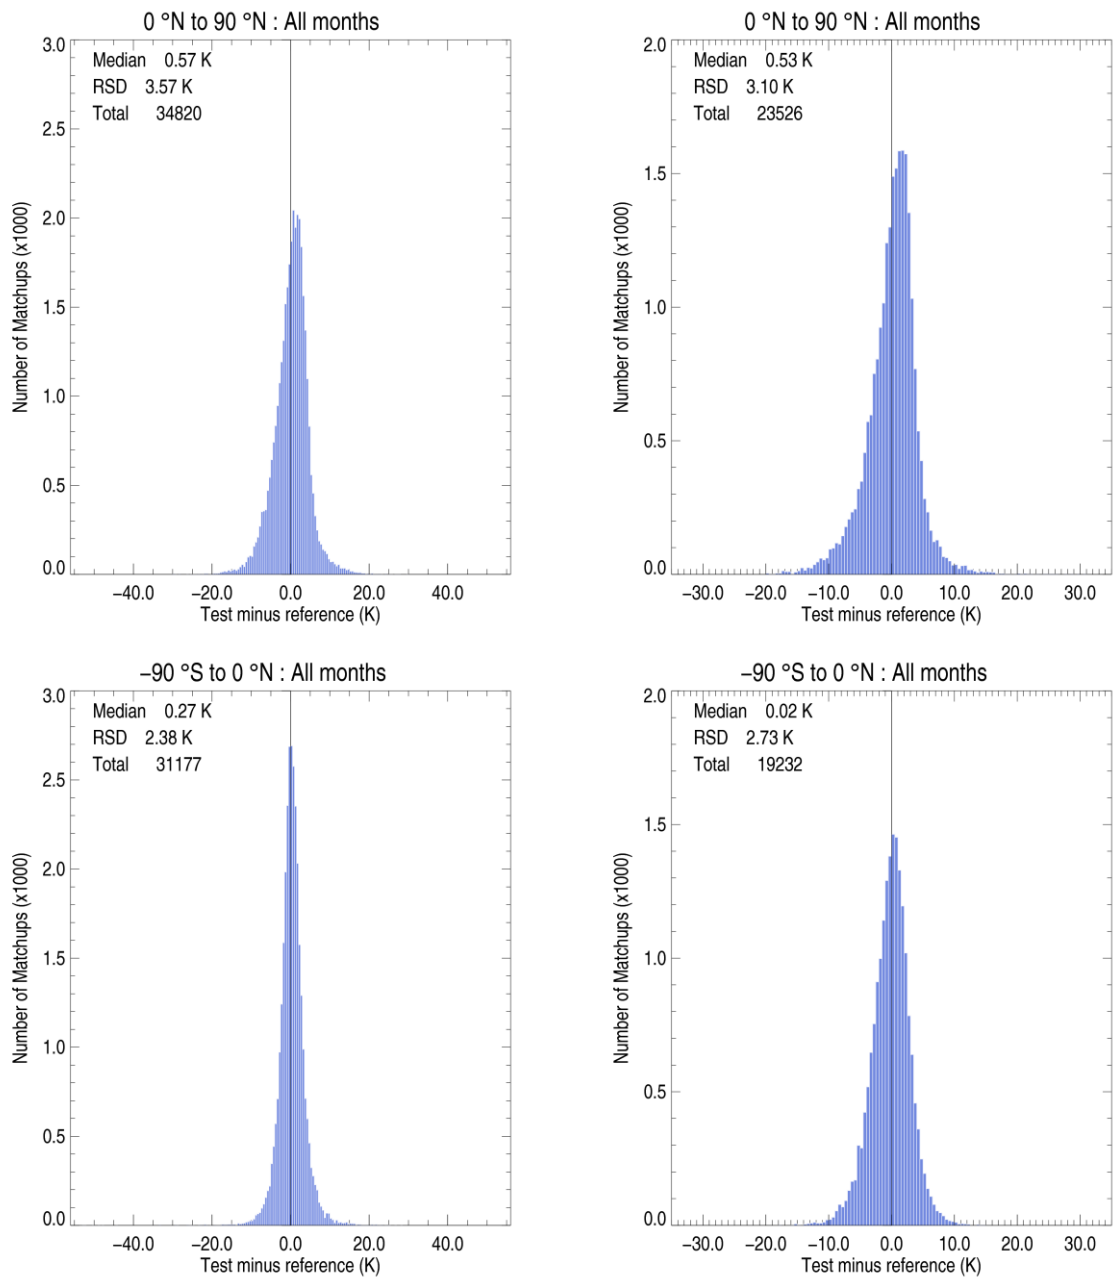 0 °N to 90 °N : All months
3.0
2.5
2.0
1.5
1.0
0.5
0.0
Number of Matchups (x1000)
Median 0.57 K
RSD 3.57 K
Total 34820
−40.0 −20.0 0.0 20.0 40.0
Test minus reference (K)
0 °N to 90 °N : All months
2.0
1.5
1.0
0.5
0.0
Number of Matchups (x1000)
Median 0.53 K
RSD 3.10 K
Total 23526
−30.0 −20.0 −10.0 0.0 10.0 20.0 30.0
Test minus reference (K)
−90 °S to 0 °N : All months
3.0
2.5
2.0
1.5
1.0
0.5
0.0
Number of Matchups (x1000)
Median 0.27 K
RSD 2.38 K
Total 31177
−40.0 −20.0 0.0 20.0 40.0
Test minus reference (K)
−90 °S to 0 °N : All months
2.0
1.5
1.0
0.5
0.0
Number of Matchups (x1000)
Median 0.02 K
RSD 2.73 K
Total 19232
−30.0 −20.0 −10.0 0.0 10.0 20.0 30.0
Test minus reference (K)